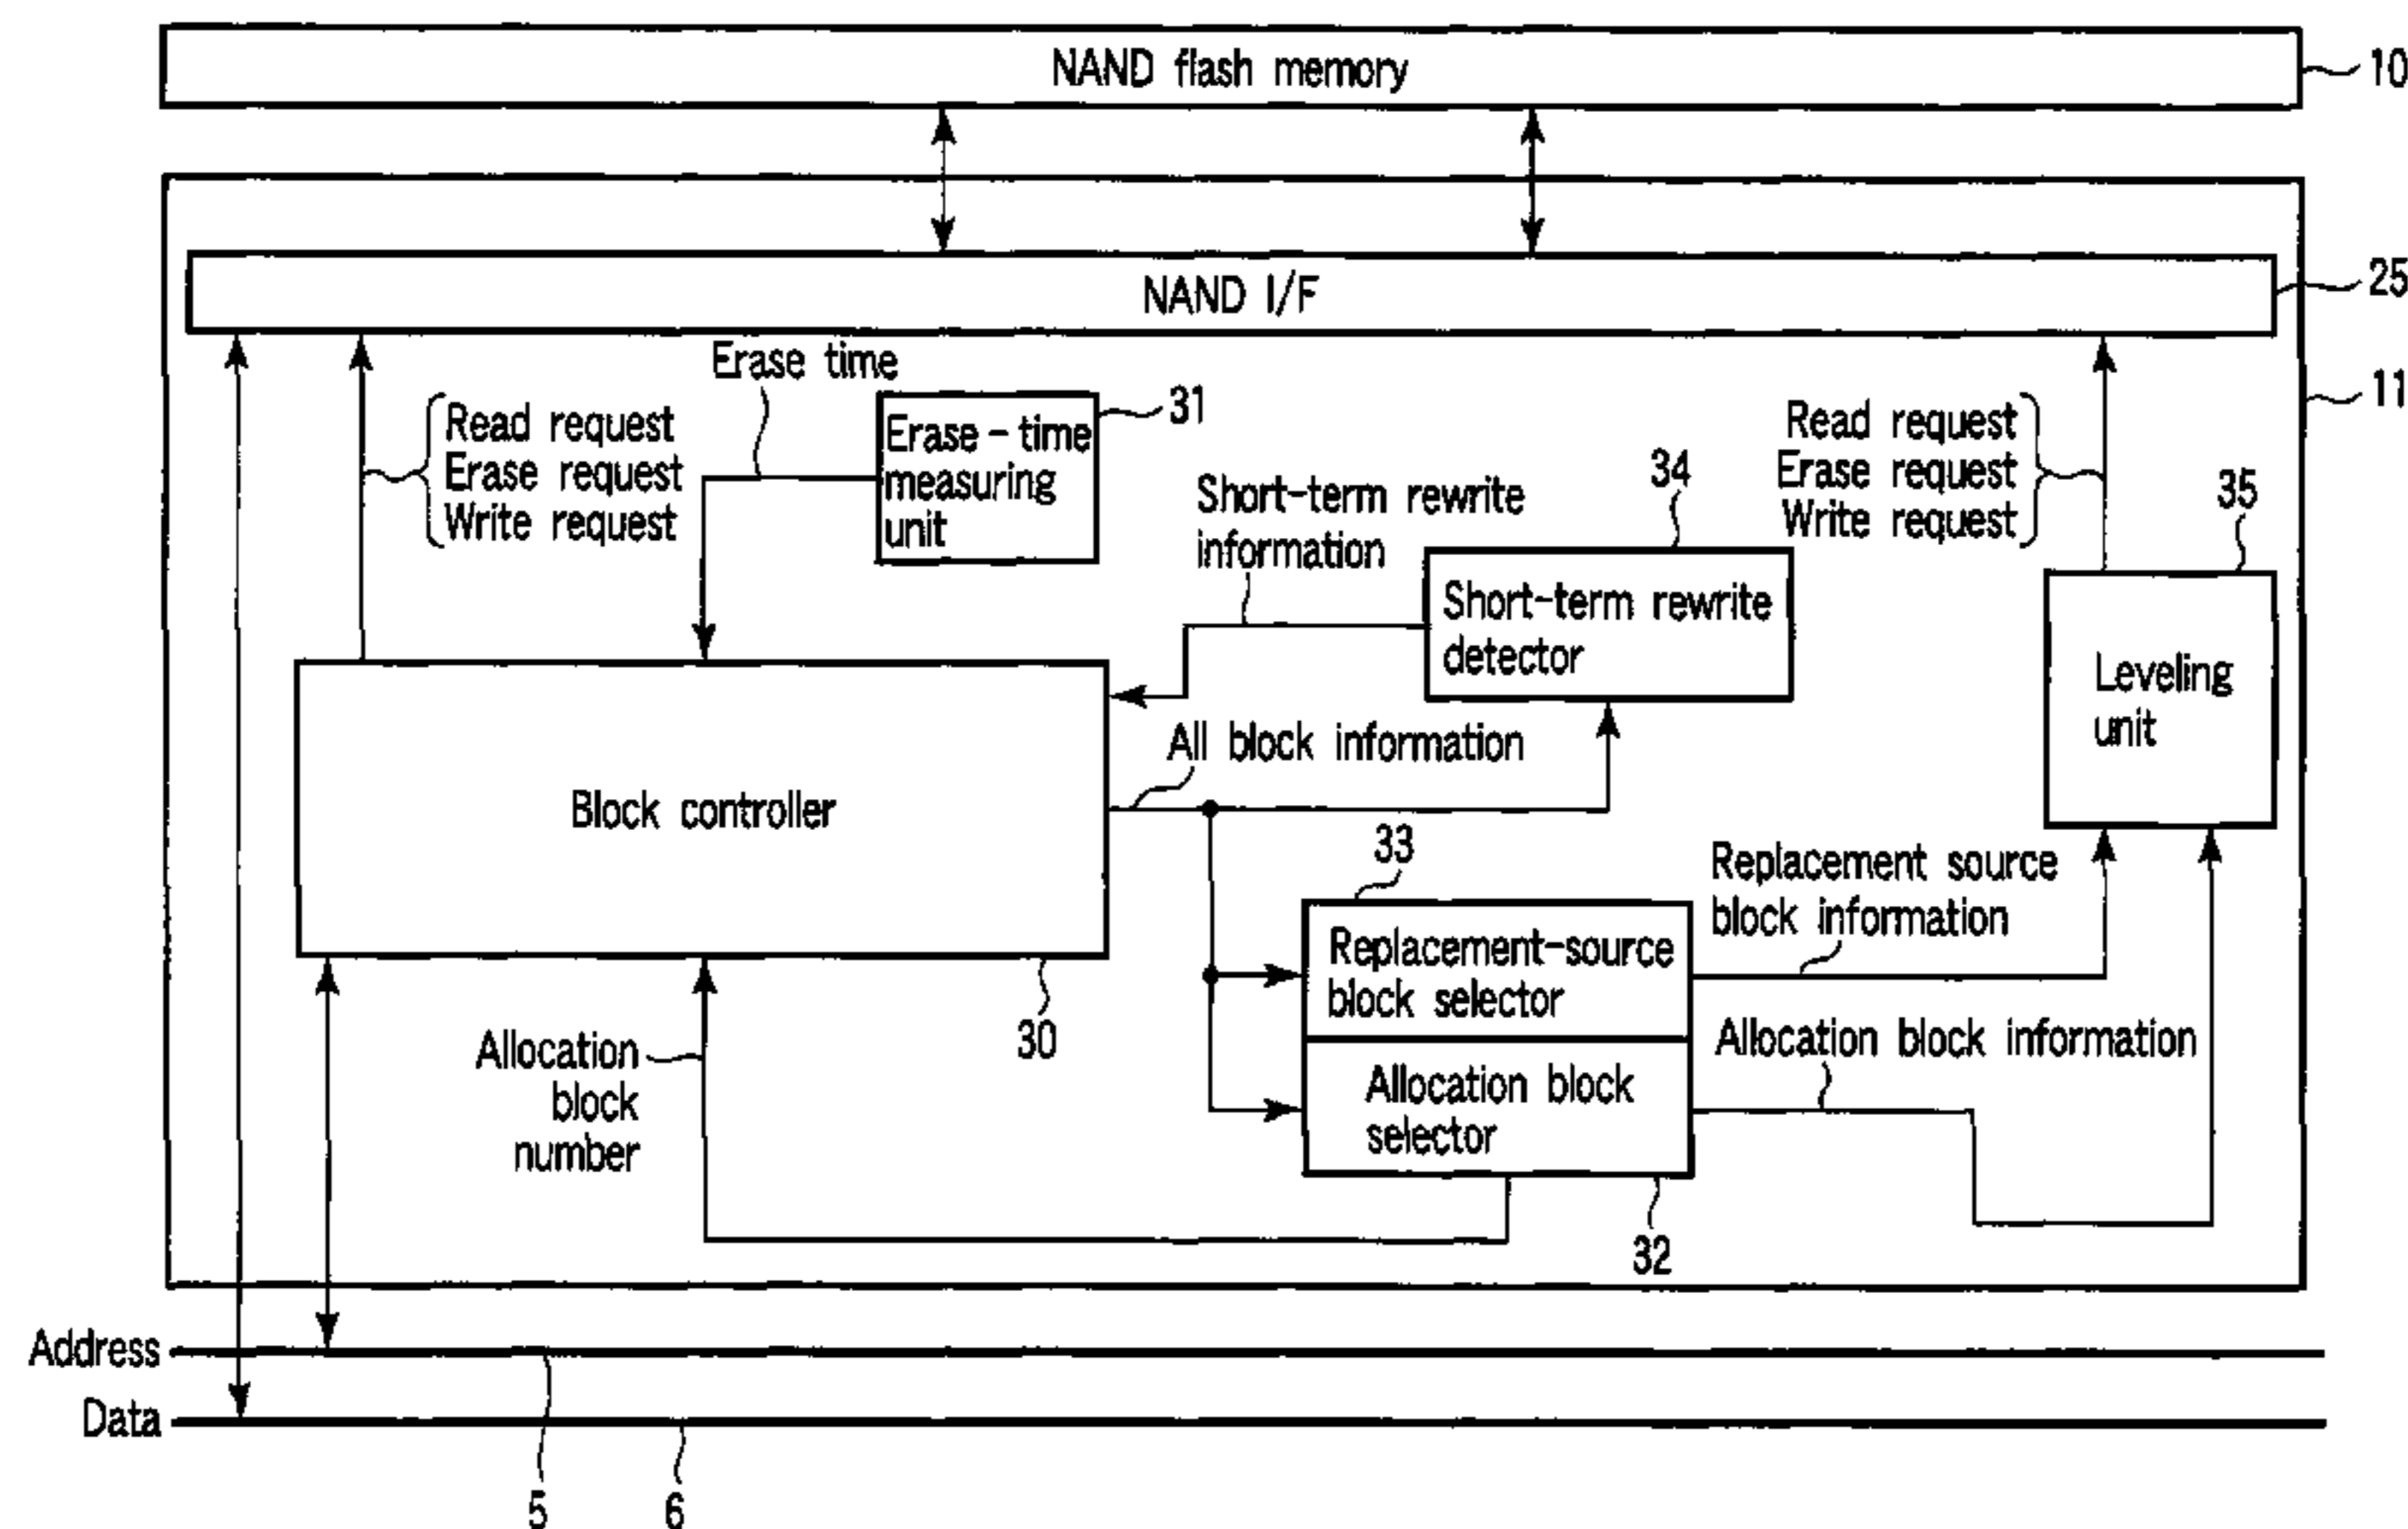 NAND flash memory
10
NAND I/F
25
11
Erase time
Read request
Erase request
Write request
Erase-time
measuring
unit
31
Short-term rewrite
information
34
Short-term rewrite
detector
Read request
Erase request
Write request
35
Leveling
unit
All block information
Block controller
30
33
Replacement-source
block selector
Replacement source
block information
Allocation block
selector
32
Allocation block information
Allocation
block
number
Address
Data
5
6